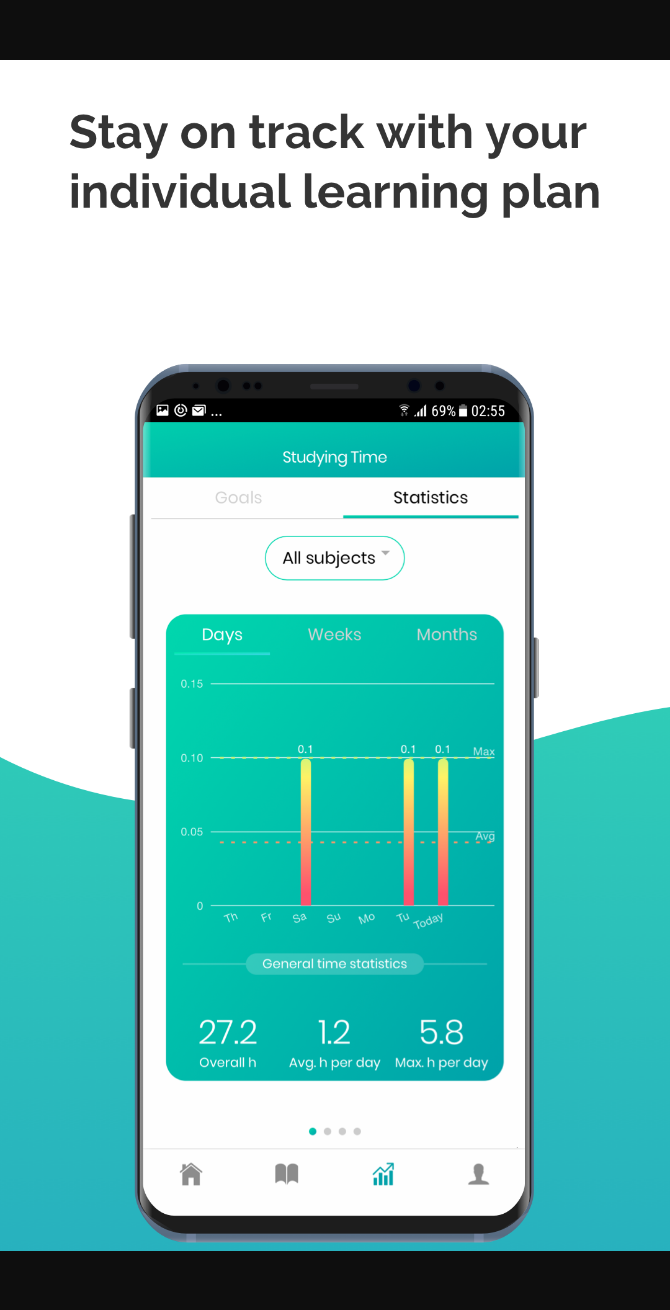 Stay on track with your
individual learning plan
... 69% 02:55
Studying Time
Goals Statistics
All subjects
Days Weeks Months
0.15
0.1 0.1 0.1
0.10 Max
0.05 Avg
0
Th Fr Sa Su Mo Tu Today
General time statistics
27.2 1.2 5.8
Overall h Avg. h per day Max. h per day